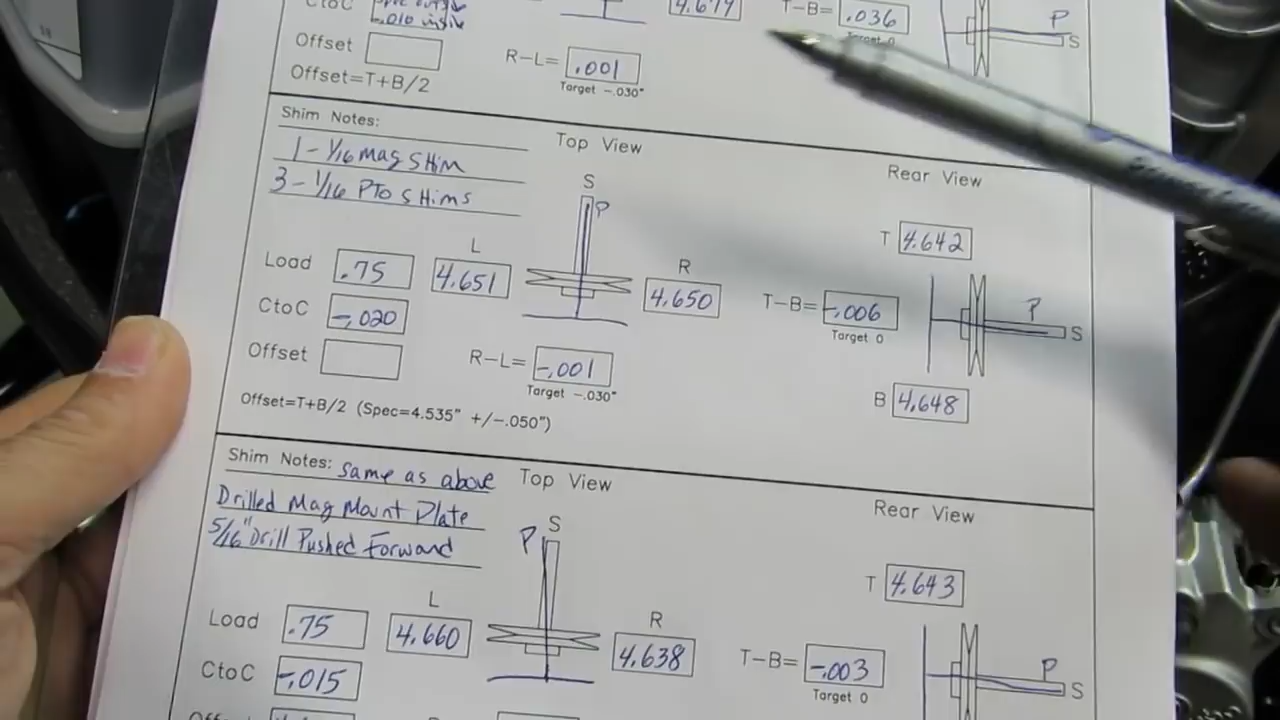 CtoC
-.010 inside
4.679
T-B= .036
Target 0
P
S
Offset
R-L= .001
Target -.030"
Offset=T+B/2
Shim Notes:
1 - 1/16 mag SHim
3 - 1/16 PTO SHims
Top View
Rear View
S
P
T 4.642
Load .75
L
4.651
R
4.650
CtoC -.020
T-B= -.006
Target 0
P
S
Offset
R-L= -.001
Target -.030"
B 4.648
Offset=T+B/2 (Spec=4.535" +/-.050")
Shim Notes: same as above
Drilled Mag Mount Plate
5/16" Drill Pushed Forward
Top View
Rear View
P S
T 4.643
Load .75
L
4.660
R
4.638
CtoC -.015
T-B= -.003
Target 0
P
S